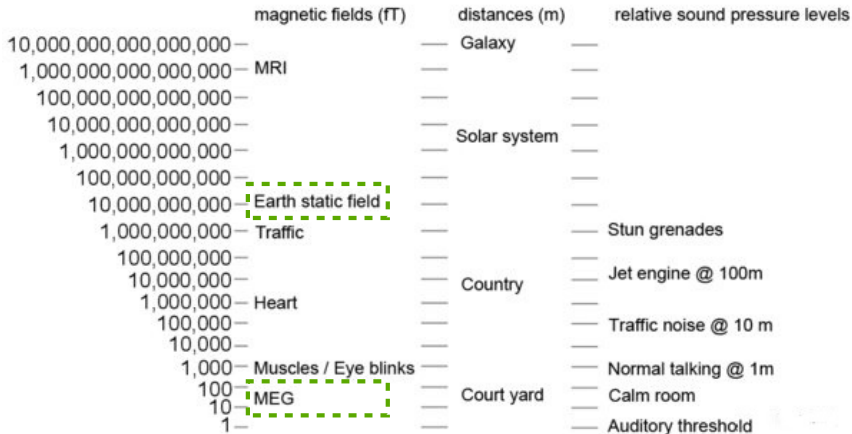 magnetic fields (fT) distances (m) relative sound pressure levels
10,000,000,000,000,000 Galaxy
1,000,000,000,000,000 MRI
100,000,000,000,000
10,000,000,000,000 Solar system
1,000,000,000,000
100,000,000,000
10,000,000,000 Earth static field
1,000,000,000 Traffic Stun grenades
100,000,000 Jet engine @ 100m
10,000,000 Country
1,000,000 Heart
100,000 Traffic noise @ 10 m
10,000
1,000 Muscles / Eye blinks Normal talking @ 1m
100 MEG Court yard Calm room
10
1 Auditory threshold